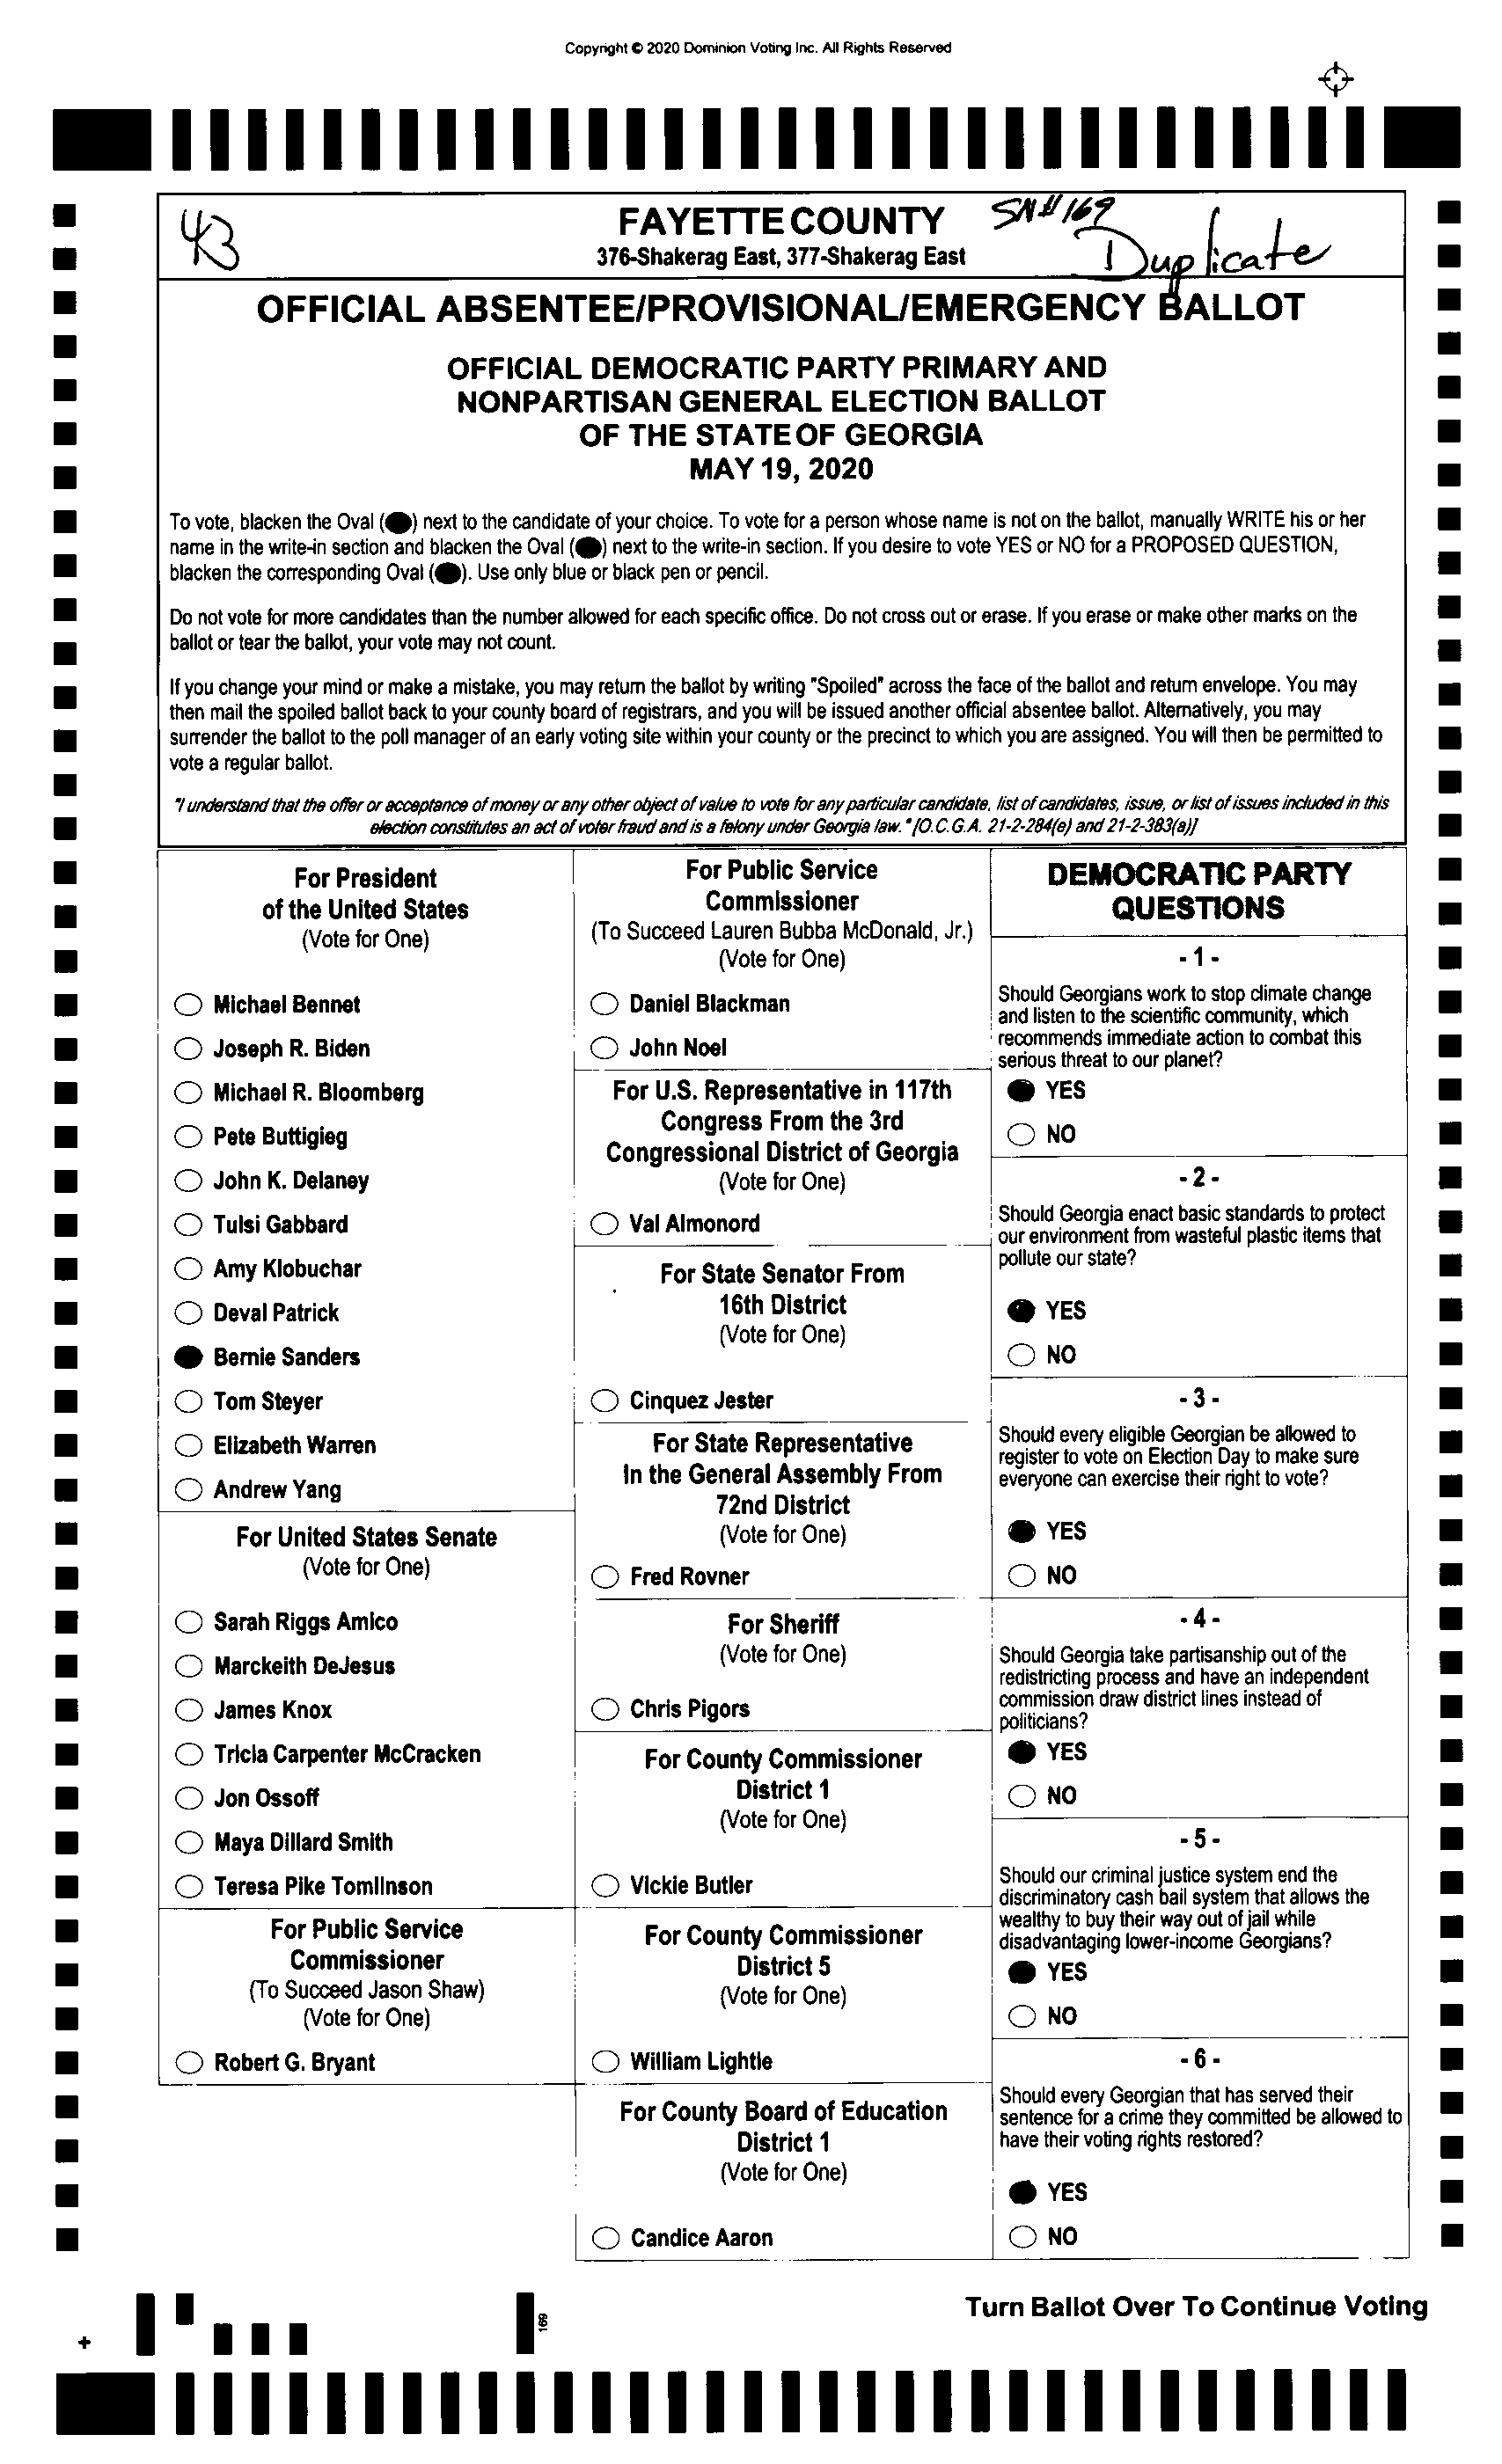 Copyright © 2020 Dominion Voting Inc. All Rights Reserved
43
FAYETTE COUNTY
SN# 169
376-Shakerag East, 377-Shakerag East
Duplicate
OFFICIAL ABSENTEE/PROVISIONAL/EMERGENCY BALLOT
OFFICIAL DEMOCRATIC PARTY PRIMARY AND
NONPARTISAN GENERAL ELECTION BALLOT
OF THE STATE OF GEORGIA
MAY 19, 2020
To vote, blacken the Oval ( ) next to the candidate of your choice. To vote for a person whose name is not on the ballot, manually WRITE his or her
name in the write-in section and blacken the Oval ( ) next to the write-in section. If you desire to vote YES or NO for a PROPOSED QUESTION,
blacken the corresponding Oval ( ). Use only blue or black pen or pencil.
Do not vote for more candidates than the number allowed for each specific office. Do not cross out or erase. If you erase or make other marks on the
ballot or tear the ballot, your vote may not count.
If you change your mind or make a mistake, you may return the ballot by writing "Spoiled" across the face of the ballot and return envelope. You may
then mail the spoiled ballot back to your county board of registrars, and you will be issued another official absentee ballot. Alternatively, you may
surrender the ballot to the poll manager of an early voting site within your county or the precinct to which you are assigned. You will then be permitted to
vote a regular ballot.
"I understand that the offer or acceptance of money or any other object of value to vote for any particular candidate, list of candidates, issue, or list of issues included in this
election constitutes an act of voter fraud and is a felony under Georgia law." [O.C.G.A. 21-2-284(e) and 21-2-383(a)]
For President
of the United States
(Vote for One)
Michael Bennet
Joseph R. Biden
Michael R. Bloomberg
Pete Buttigieg
John K. Delaney
Tulsi Gabbard
Amy Klobuchar
Deval Patrick
Bernie Sanders
Tom Steyer
Elizabeth Warren
Andrew Yang
For United States Senate
(Vote for One)
Sarah Riggs Amico
Marckeith DeJesus
James Knox
Tricia Carpenter McCracken
Jon Ossoff
Maya Dillard Smith
Teresa Pike Tomlinson
For Public Service
Commissioner
(To Succeed Jason Shaw)
(Vote for One)
Robert G. Bryant
For Public Service
Commissioner
(To Succeed Lauren Bubba McDonald, Jr.)
(Vote for One)
Daniel Blackman
John Noel
For U.S. Representative in 117th
Congress From the 3rd
Congressional District of Georgia
(Vote for One)
Val Almonord
For State Senator From
16th District
(Vote for One)
Cinquez Jester
For State Representative
In the General Assembly From
72nd District
(Vote for One)
Fred Rovner
For Sheriff
(Vote for One)
Chris Pigors
For County Commissioner
District 1
(Vote for One)
Vickie Butler
For County Commissioner
District 5
(Vote for One)
William Lightle
For County Board of Education
District 1
(Vote for One)
Candice Aaron
DEMOCRATIC PARTY
QUESTIONS
- 1 -
Should Georgians work to stop climate change
and listen to the scientific community, which
recommends immediate action to combat this
serious threat to our planet?
YES
NO
- 2 -
Should Georgia enact basic standards to protect
our environment from wasteful plastic items that
pollute our state?
YES
NO
- 3 -
Should every eligible Georgian be allowed to
register to vote on Election Day to make sure
everyone can exercise their right to vote?
YES
NO
- 4 -
Should Georgia take partisanship out of the
redistricting process and have an independent
commission draw district lines instead of
politicians?
YES
NO
- 5 -
Should our criminal justice system end the
discriminatory cash bail system that allows the
wealthy to buy their way out of jail while
disadvantaging lower-income Georgians?
YES
NO
- 6 -
Should every Georgian that has served their
sentence for a crime they committed be allowed to
have their voting rights restored?
YES
NO
Turn Ballot Over To Continue Voting
169